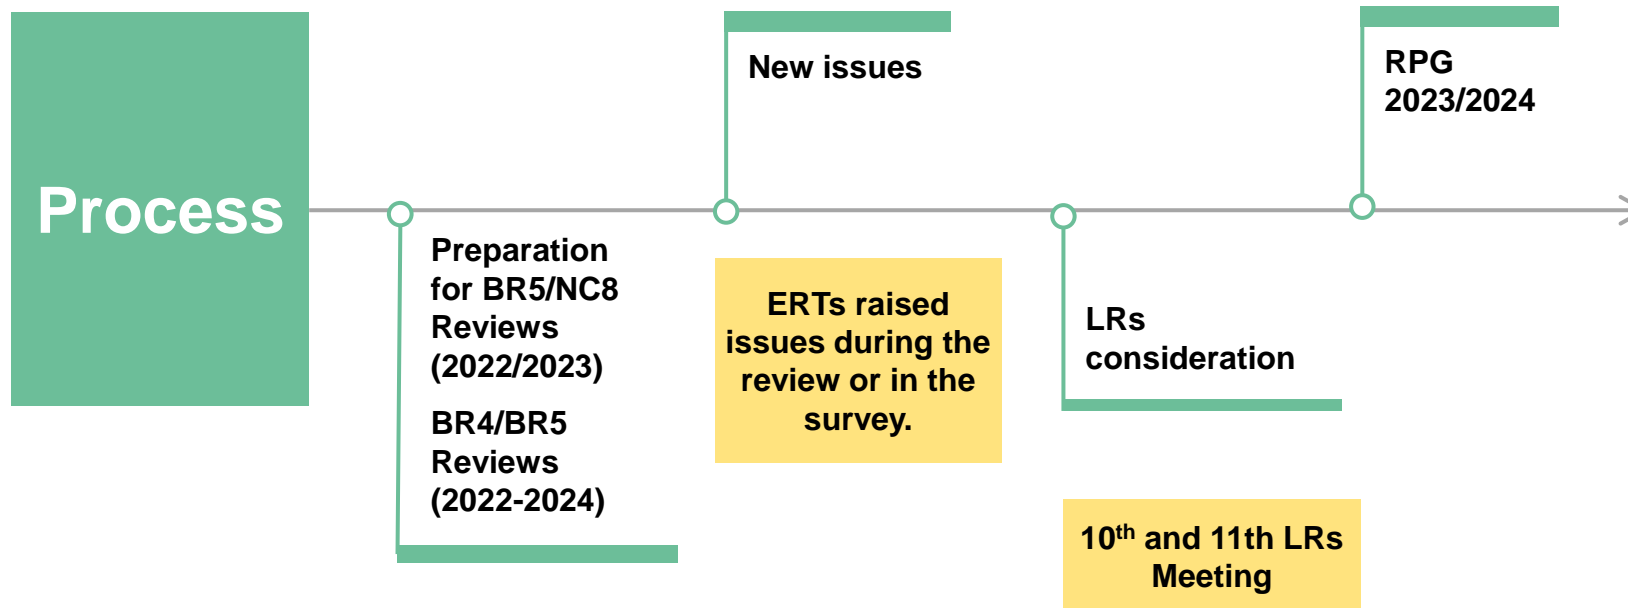 Process
Preparation
for BR5/NC8
Reviews
(2022/2023)
BR4/BR5
Reviews
(2022-2024)
New issues
ERTs raised
issues during the
review or in the
survey.
LRs
consideration
10th and 11th LRs
Meeting
RPG
2023/2024